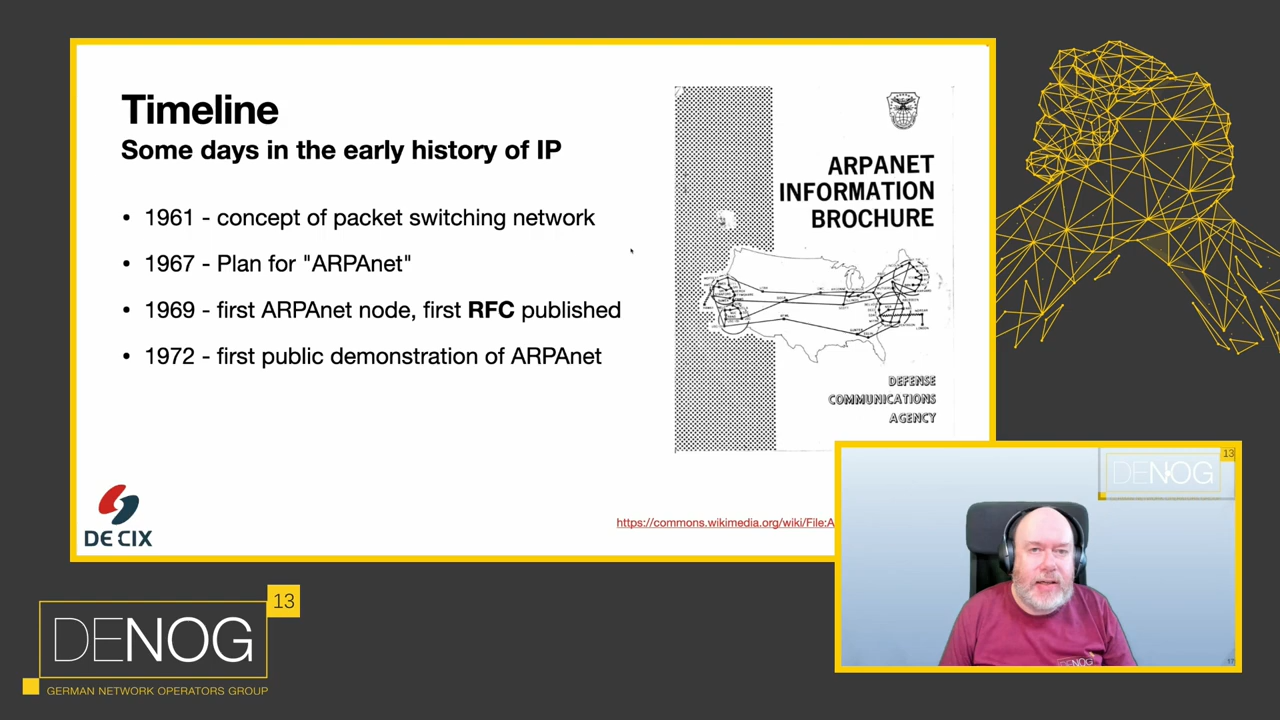 Timeline
Some days in the early history of IP
• 1961 - concept of packet switching network
• 1967 - Plan for "ARPAnet"
• 1969 - first ARPAnet node, first RFC published
• 1972 - first public demonstration of ARPAnet
ARPANET
INFORMATION
BROCHURE
DEFENSE
COMMUNICATIONS
AGENCY
DE CIX
https://commons.wikimedia.org/wiki/File:A
13
DENOG
DENOG
13
DENOG
GERMAN NETWORK OPERATORS GROUP